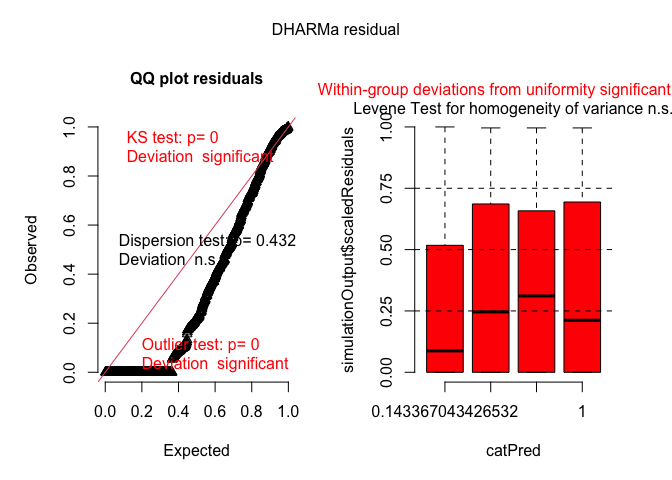 DHARMa residual
QQ plot residuals
Within-group deviations from uniformity significant
Levene Test for homogeneity of variance n.s.
KS test: p= 0
Deviation  significant
Dispersion test: p= 0.432
Deviation  n.s.
Outlier test: p= 0
Deviation  significant
Observed
0.0 0.2 0.4 0.6 0.8 1.0
0.0 0.2 0.4 0.6 0.8 1.0
Expected
simulationOutput$scaledResiduals
0.00 0.25 0.50 0.75 1.00
0.143367043426532 1
catPred